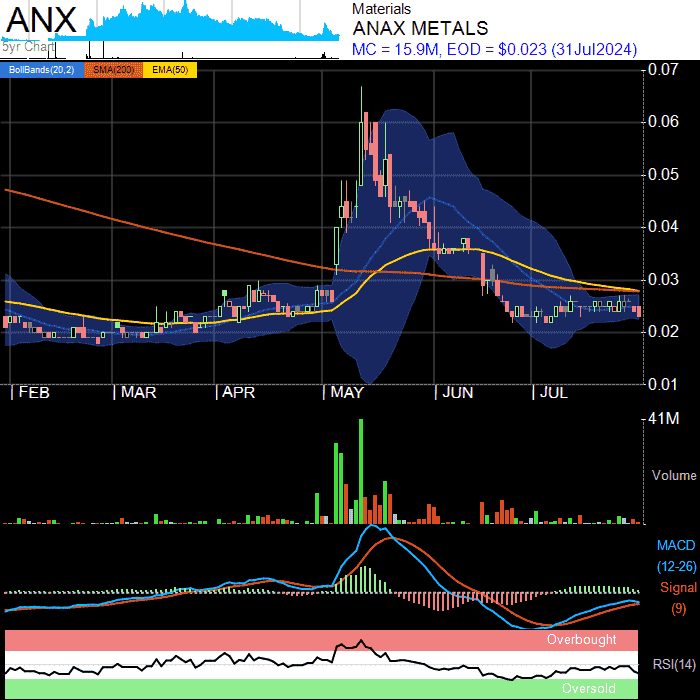 ANX
5yr Chart
Materials
ANAX METALS
MC = 15.9M, EOD = $0.023 (31Jul2024)
BollBands(20,2) SMA(200) EMA(50)
0.07
0.06
0.05
0.04
0.03
0.02
0.01
| FEB | MAR | APR | MAY | JUN | JUL
41M
Volume
MACD
(12-26)
Signal
(9)
Overbought
RSI(14)
Oversold